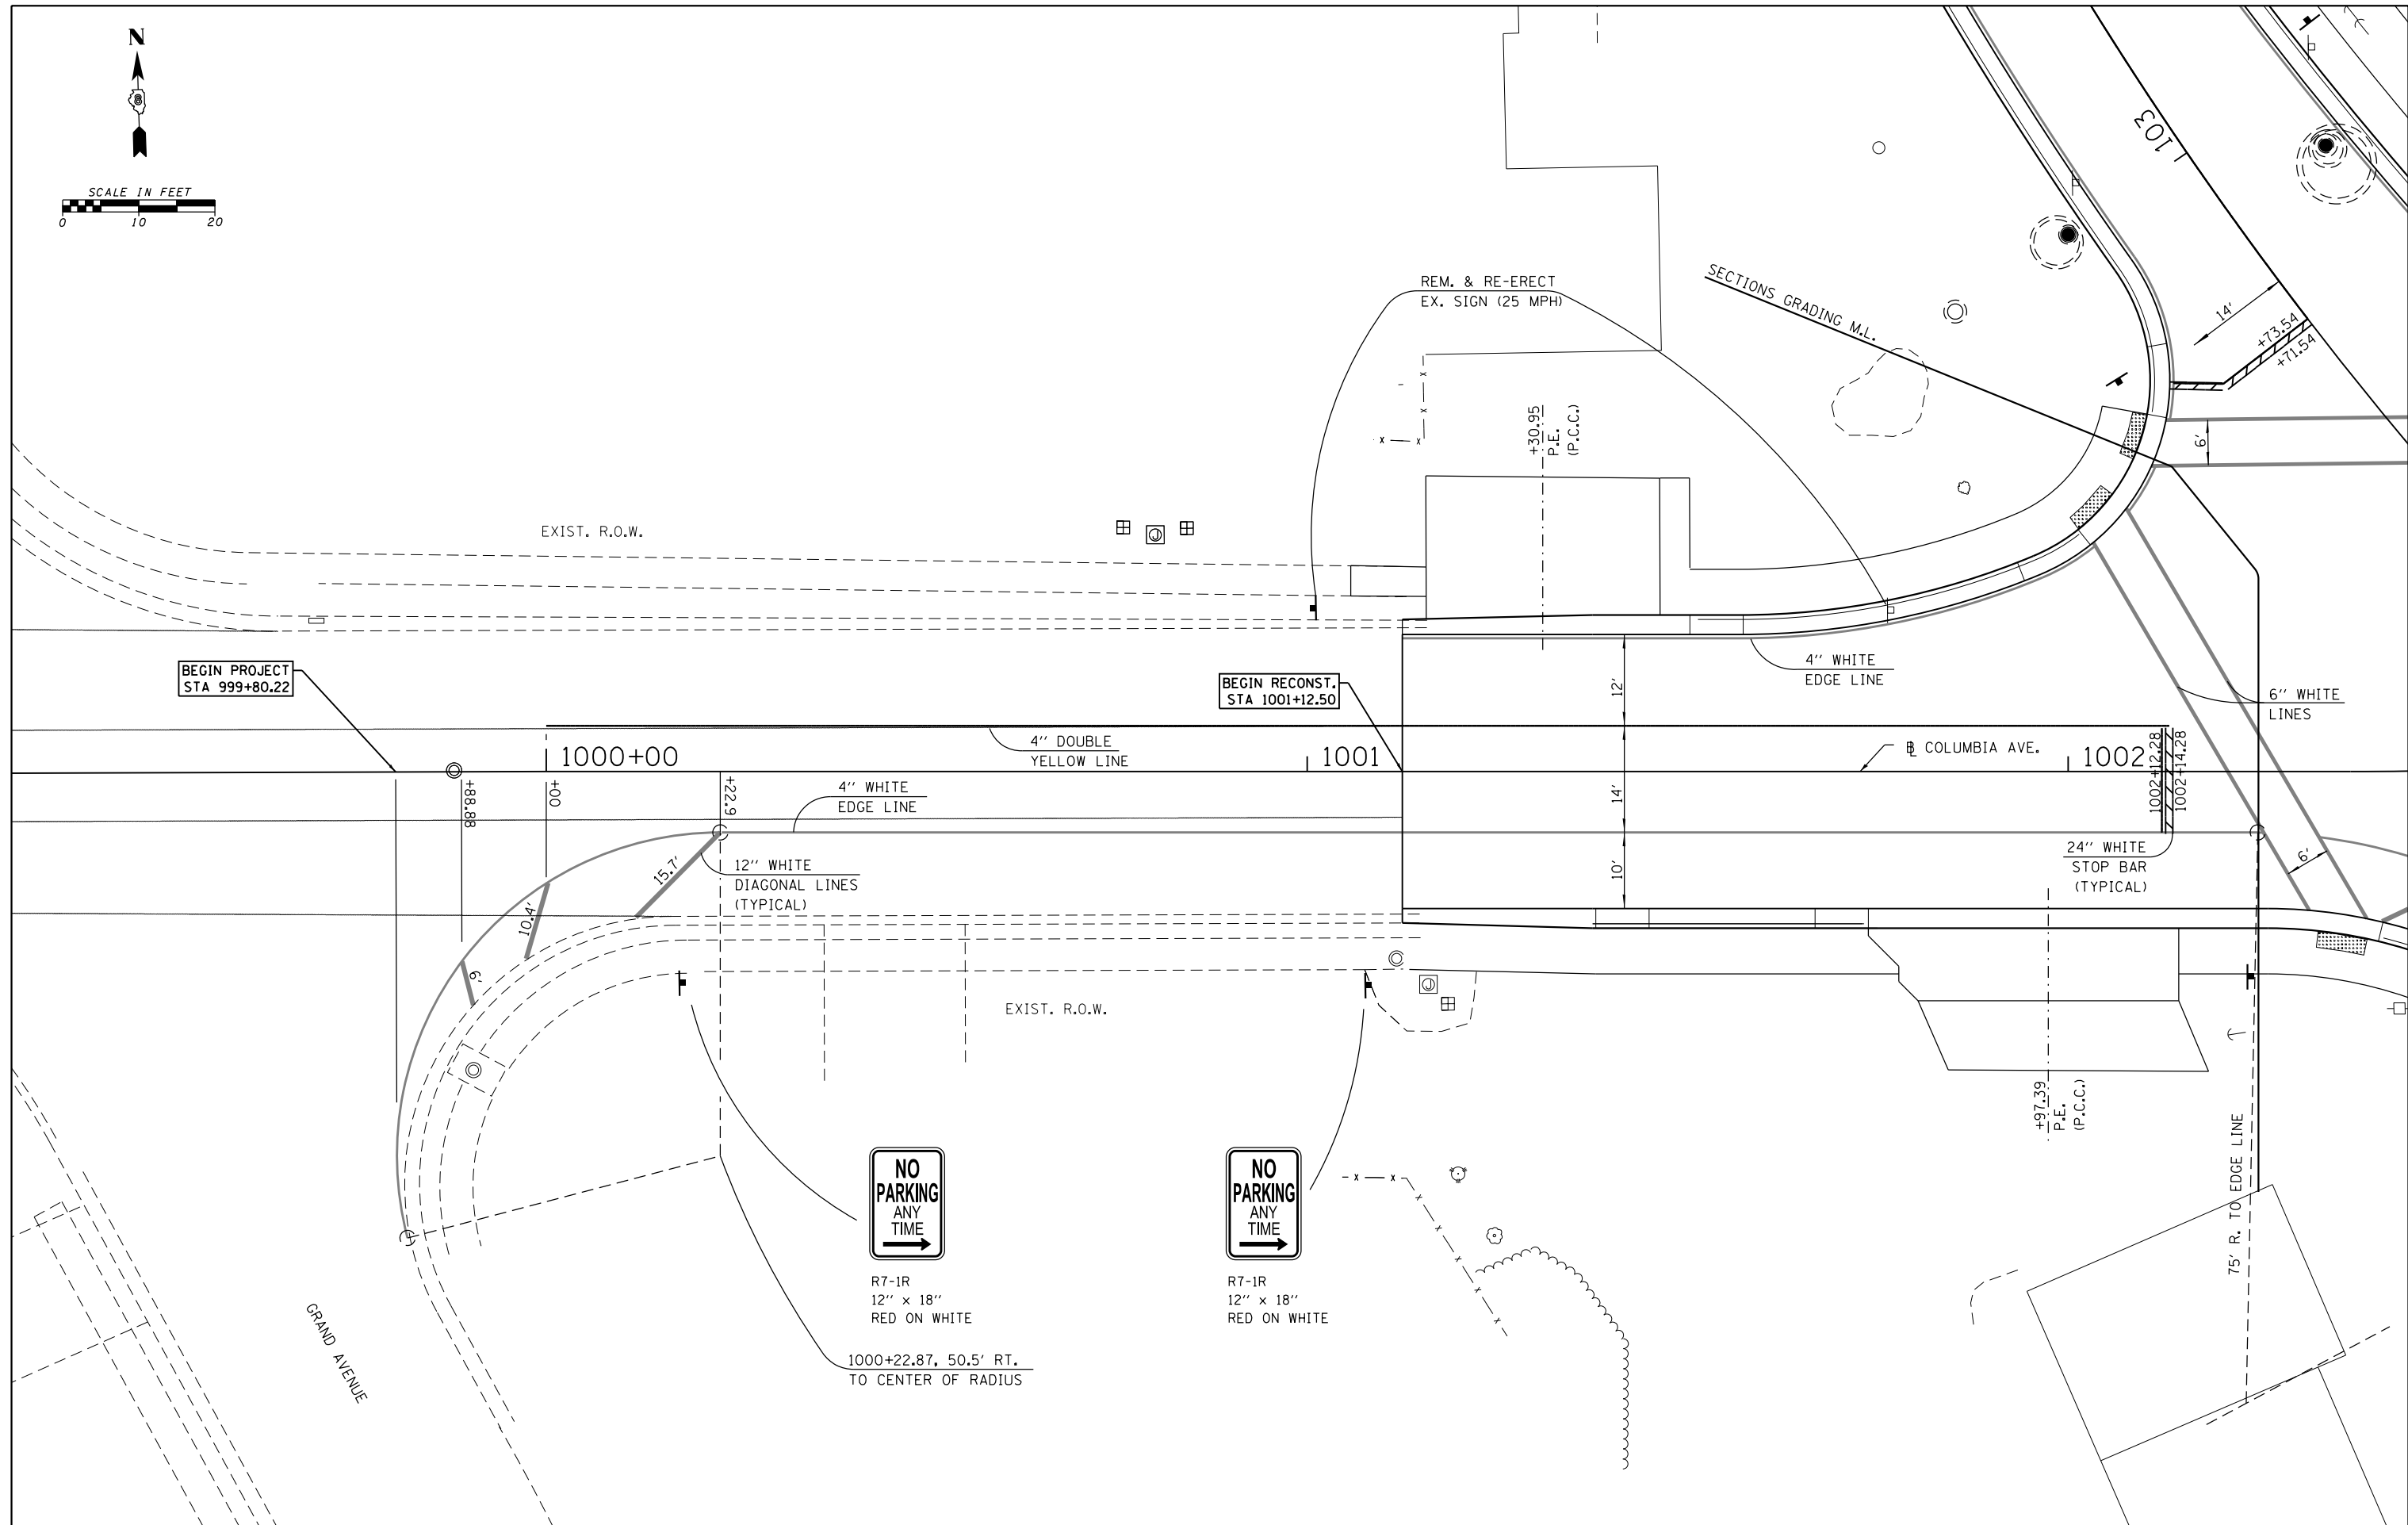 N
8
SCALE IN FEET
0 10 20
103
14'
+73.54
+71.54
6'
REM. & RE-ERECT
EX. SIGN (25 MPH)
SECTIONS GRADING M.L.
+30.95
P.E.
(P.C.C.)
EXIST. R.O.W.
J
BEGIN PROJECT
STA 999+80.22
BEGIN RECONST.
STA 1001+12.50
12'
4'' WHITE
EDGE LINE
6'' WHITE
LINES
1000+00
4'' DOUBLE
YELLOW LINE
1001
℄ COLUMBIA AVE.
1002
1002+12.28
1002+14.28
+88.88
+00
+22.9
4'' WHITE
EDGE LINE
14'
15.7'
12'' WHITE
DIAGONAL LINES
(TYPICAL)
10'
24'' WHITE
STOP BAR
(TYPICAL)
6'
10.4'
6'
EXIST. R.O.W.
J
+97.39
P.E.
(P.C.C.)
75' R. TO EDGE LINE
NO
PARKING
ANY
TIME
R7-1R
12'' x 18''
RED ON WHITE
NO
PARKING
ANY
TIME
R7-1R
12'' x 18''
RED ON WHITE
1000+22.87, 50.5' RT.
TO CENTER OF RADIUS
GRAND AVENUE